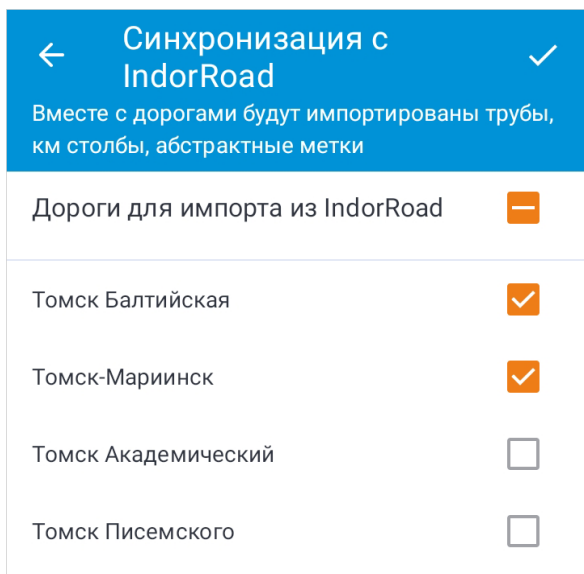 Синхронизация с
IndorRoad
Вместе с дорогами будут импортированы трубы,
км столбы, абстрактные метки
Дороги для импорта из IndorRoad
Томск Балтийская
Томск-Мариинск
Томск Академический
Томск Писемского